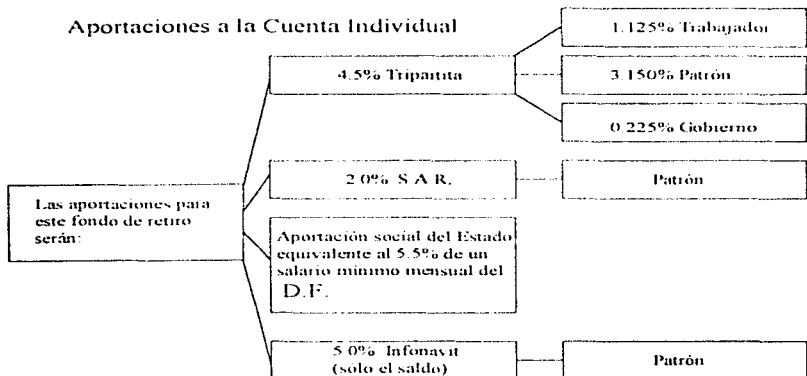 Aportaciones a la Cuenta Individual
1.125% Trabajador
4.5% Tripartita
3.150% Patrón
0.225% Gobierno
2.0% S A R.
Patrón
Las aportaciones para
este fondo de retiro
serán:
Aportación social del Estado
equivalente al 5.5% de un
salario mínimo mensual del
D.F.
5.0% Infonavit
(sólo el saldo)
Patrón